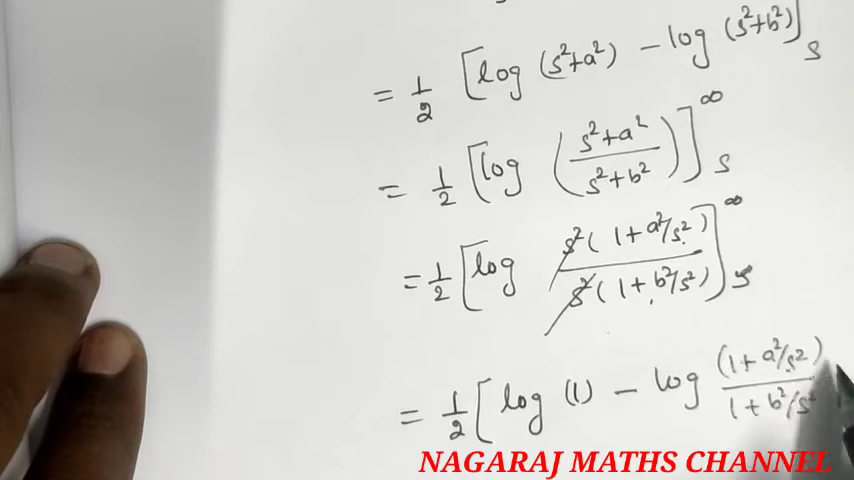 = 1/2 [log (s²+a²) − log (s²+b²)]s
= 1/2 [log ((s²+a²)/(s²+b²))]^∞ s
= 1/2 [log s²(1+a²/s²)/s²(1+b²/s²)]^∞ s
= 1/2 [log (1) − log (1+a²/s²)/1+b²/s²
NAGARAJ MATHS CHANNEL